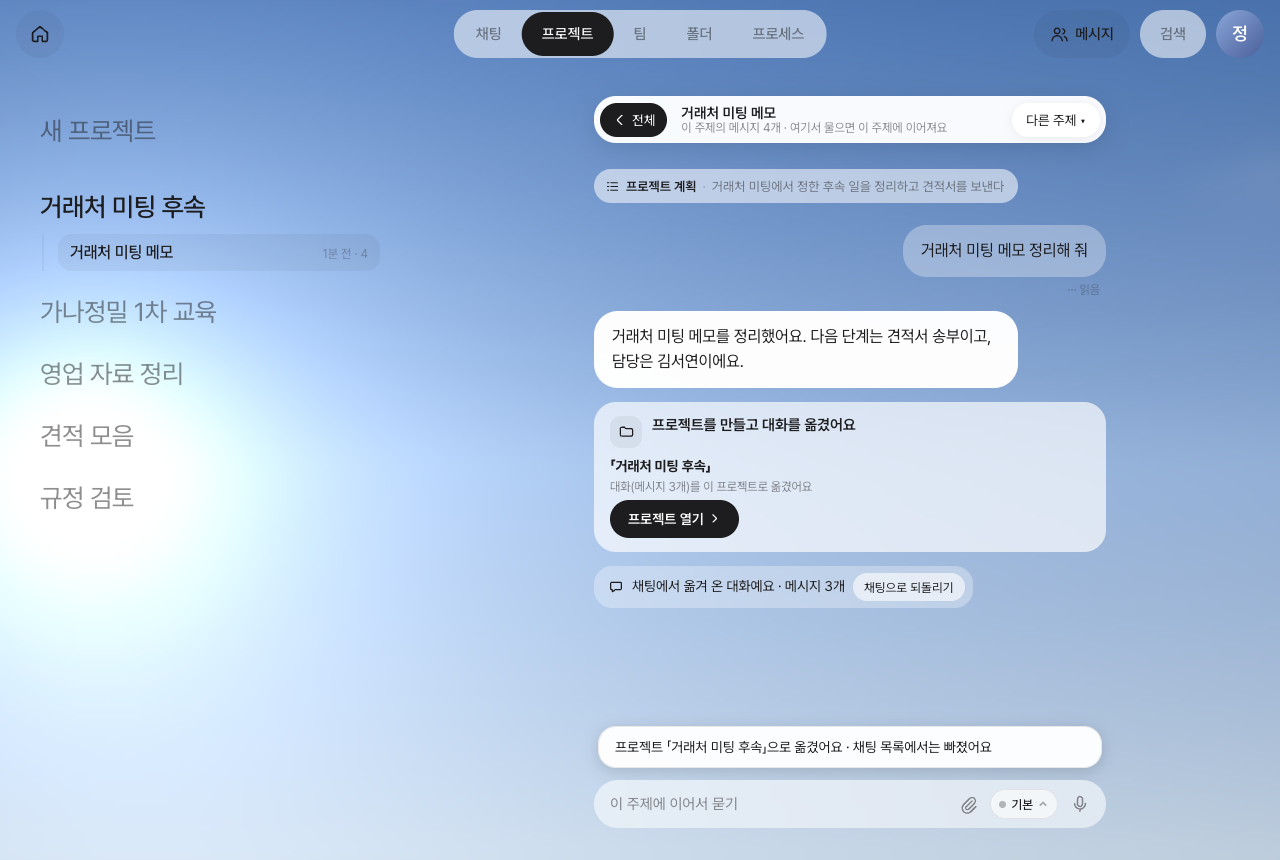 채팅
프로젝트
팀
폴더
프로세스
메시지
검색
정
새 프로젝트
거래처 미팅 후속
거래처 미팅 메모
1분 전 · 4
가나정밀 1차 교육
영업 자료 정리
견적 모음
규정 검토
전체
거래처 미팅 메모
이 주제의 메시지 4개 · 여기서 물으면 이 주제에 이어져요
다른 주제 ▾
프로젝트 계획 · 거래처 미팅에서 정한 후속 일을 정리하고 견적서를 보낸다
거래처 미팅 메모 정리해 줘
– 읽음
거래처 미팅 메모를 정리했어요. 다음 단계는 견적서 송부이고,
담당은 김서연이에요.
프로젝트를 만들고 대화를 옮겼어요
「거래처 미팅 후속」
대화(메시지 3개)를 이 프로젝트로 옮겼어요
프로젝트 열기
채팅에서 옮겨 온 대화예요 · 메시지 3개
채팅으로 되돌리기
프로젝트 「거래처 미팅 후속」으로 옮겼어요 · 채팅 목록에서는 빠졌어요
이 주제에 이어서 묻기
기본